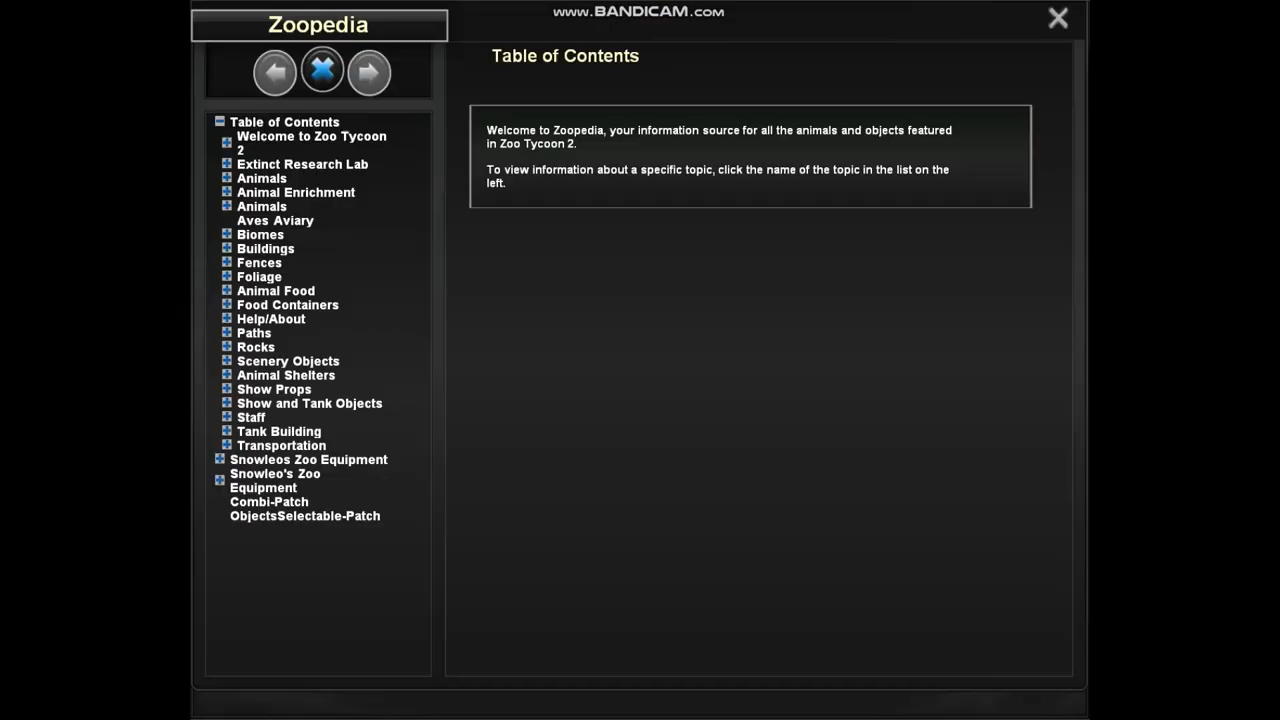 www.BANDICAM.com
Zoopedia
Table of Contents
Welcome to Zoo Tycoon
2
Extinct Research Lab
Animals
Animal Enrichment
Animals
Aves Aviary
Biomes
Buildings
Fences
Foliage
Animal Food
Food Containers
Help/About
Paths
Rocks
Scenery Objects
Animal Shelters
Show Props
Show and Tank Objects
Staff
Tank Building
Transportation
Snowleos Zoo Equipment
Snowleo's Zoo
Equipment
Combi-Patch
ObjectsSelectable-Patch
Table of Contents
Welcome to Zoopedia, your information source for all the animals and objects featured
in Zoo Tycoon 2.
To view information about a specific topic, click the name of the topic in the list on the
left.